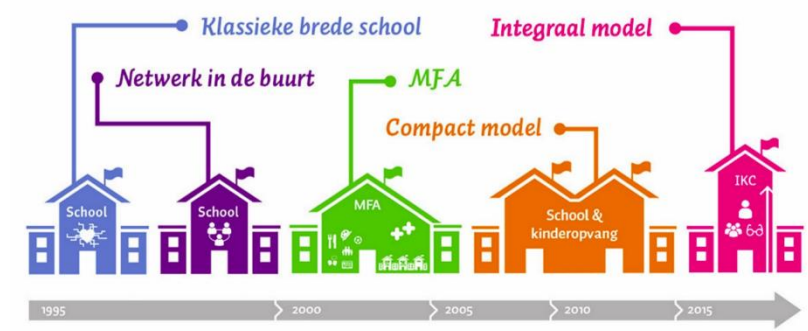 Klassieke brede school
Integraal model
Netwerk in de buurt
MFA
Compact model
School
School
MFA
School &
kinderopvang
IKC
1995
2000
2005
2010
2015